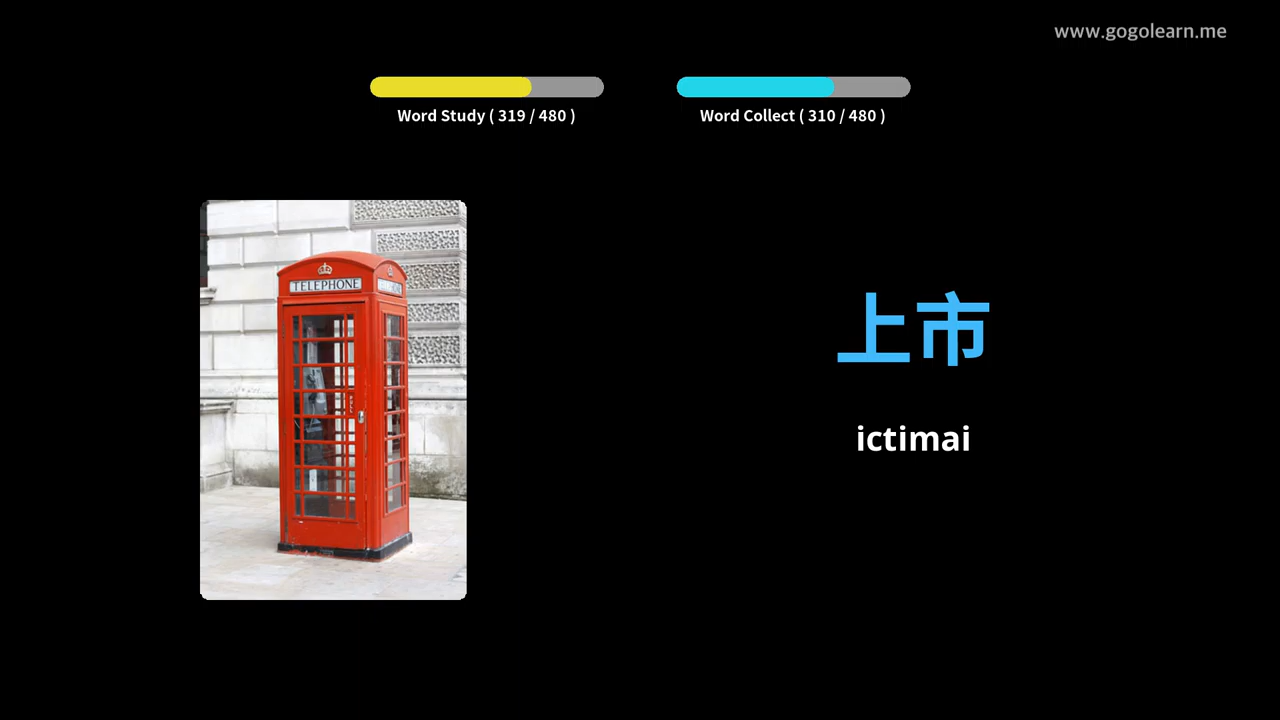 www.gogolearn.me
Word Study ( 319 / 480 )
Word Collect ( 310 / 480 )
TELEPHONE
上市
ictimai